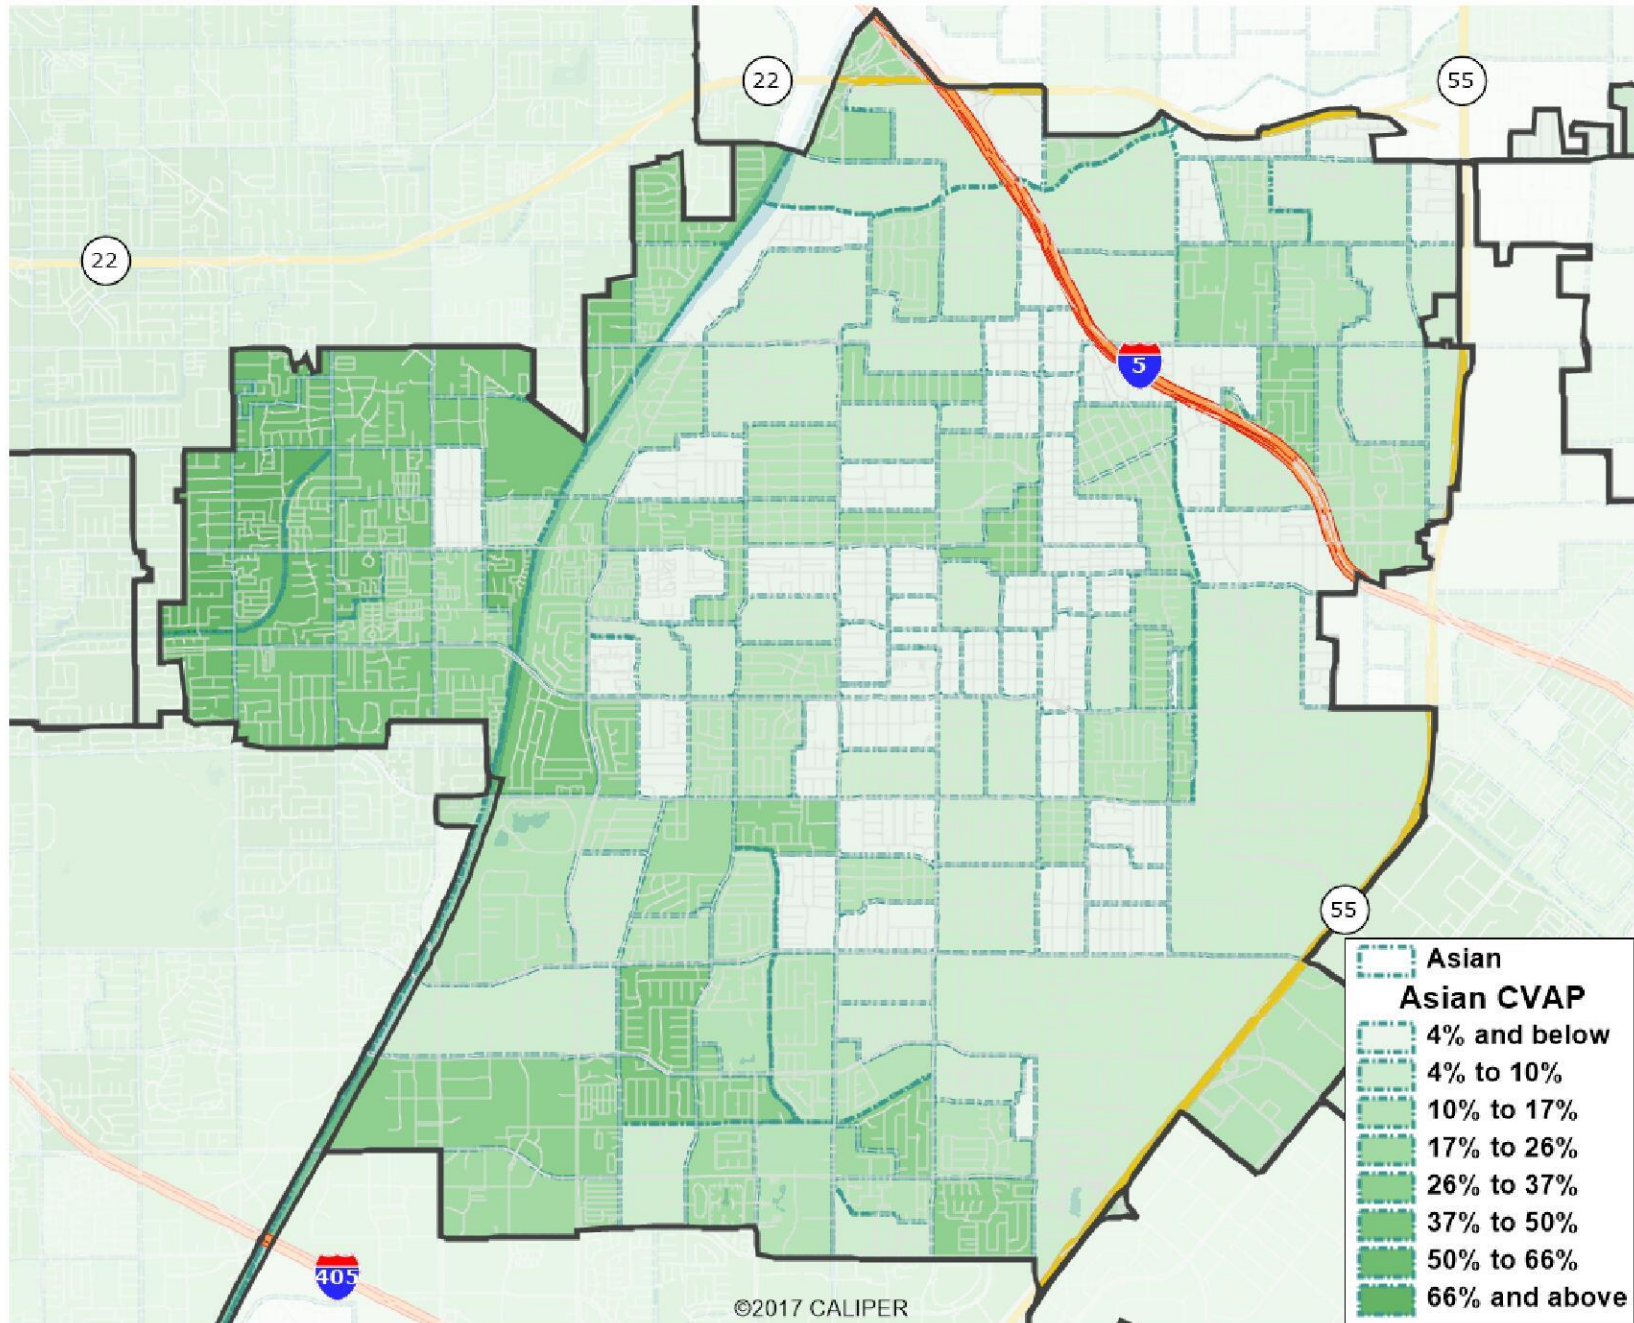 22
55
22
5
55
Asian
Asian CVAP
4% and below
4% to 10%
10% to 17%
17% to 26%
26% to 37%
37% to 50%
50% to 66%
66% and above
405
©2017 CALIPER